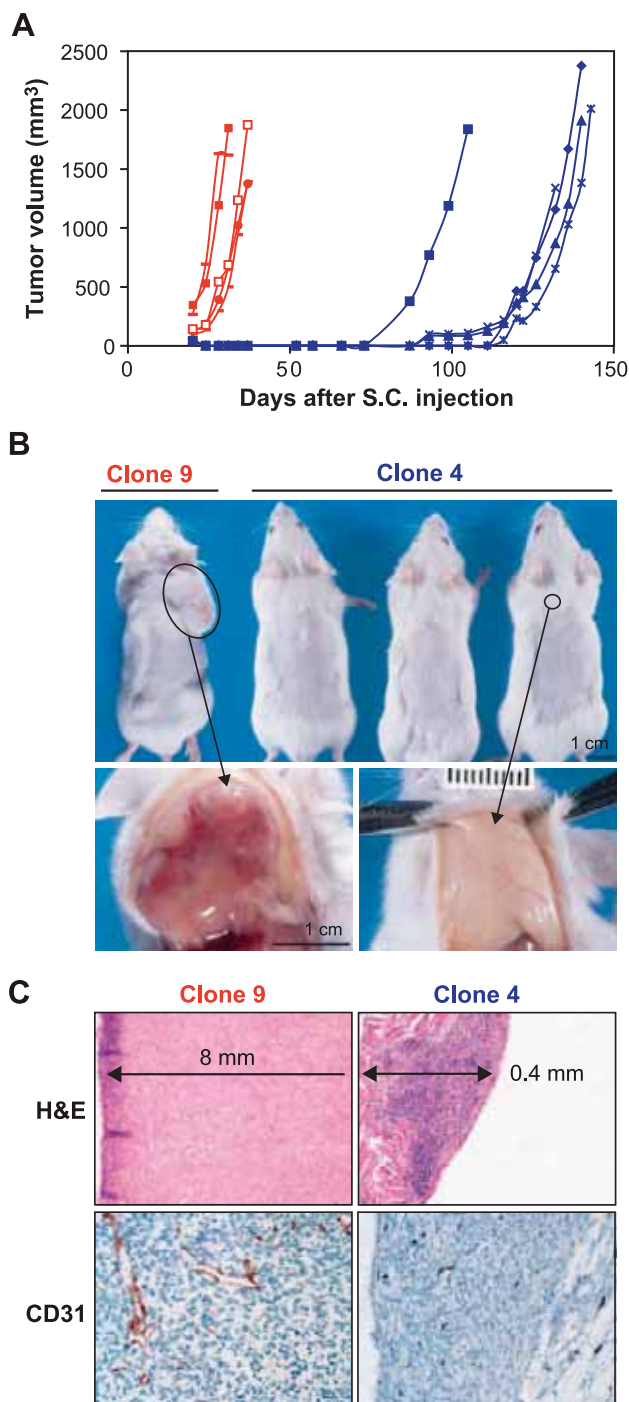 A
Tumor volume (mm³)
2500
2000
1500
1000
500
0
0
50
100
150
Days after S.C. injection
B
Clone 9
Clone 4
1 cm
1 cm
C
Clone 9
Clone 4
H&E
8 mm
0.4 mm
CD31